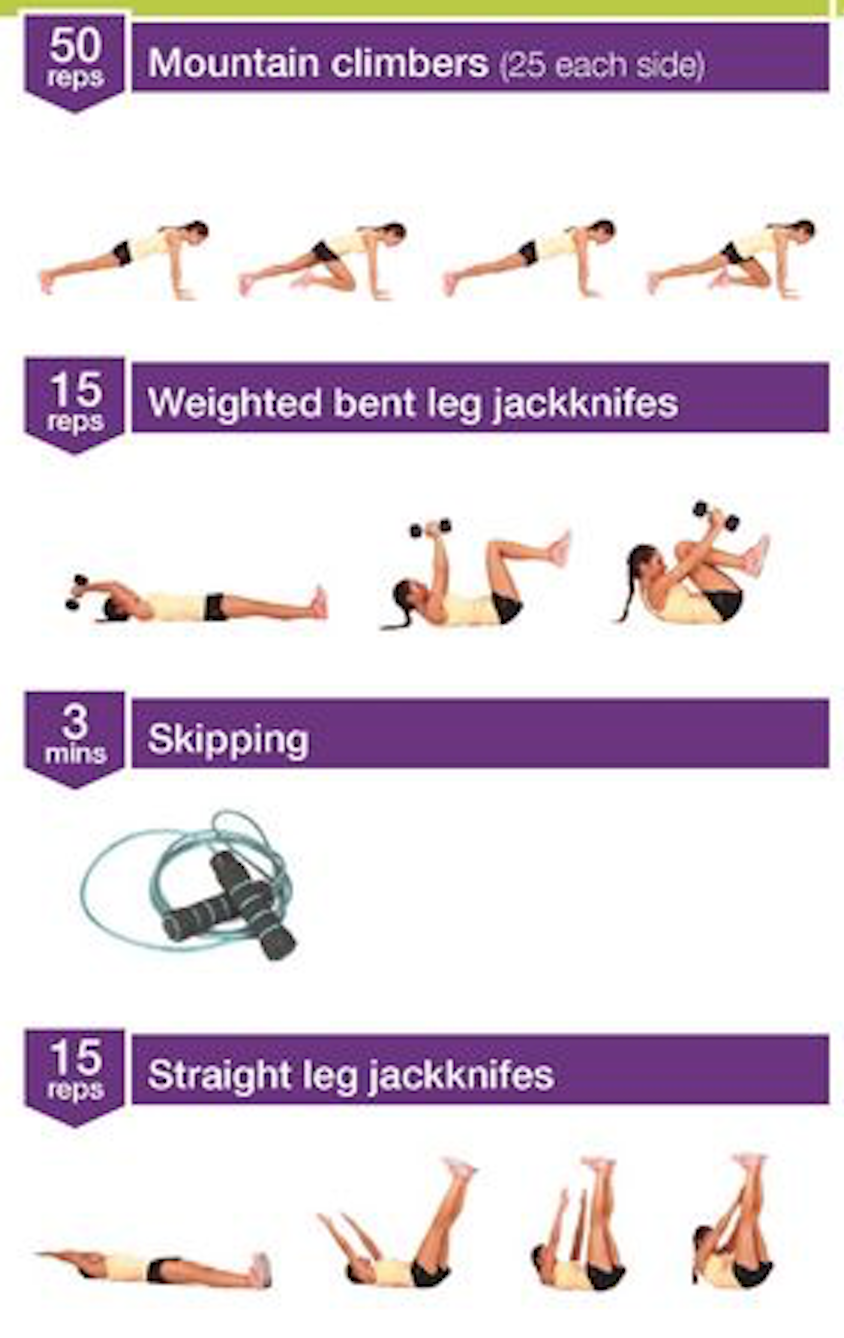 50
reps
Mountain climbers (25 each side)
15
reps
Weighted bent leg jackknifes
3
mins
Skipping
15
reps
Straight leg jackknifes